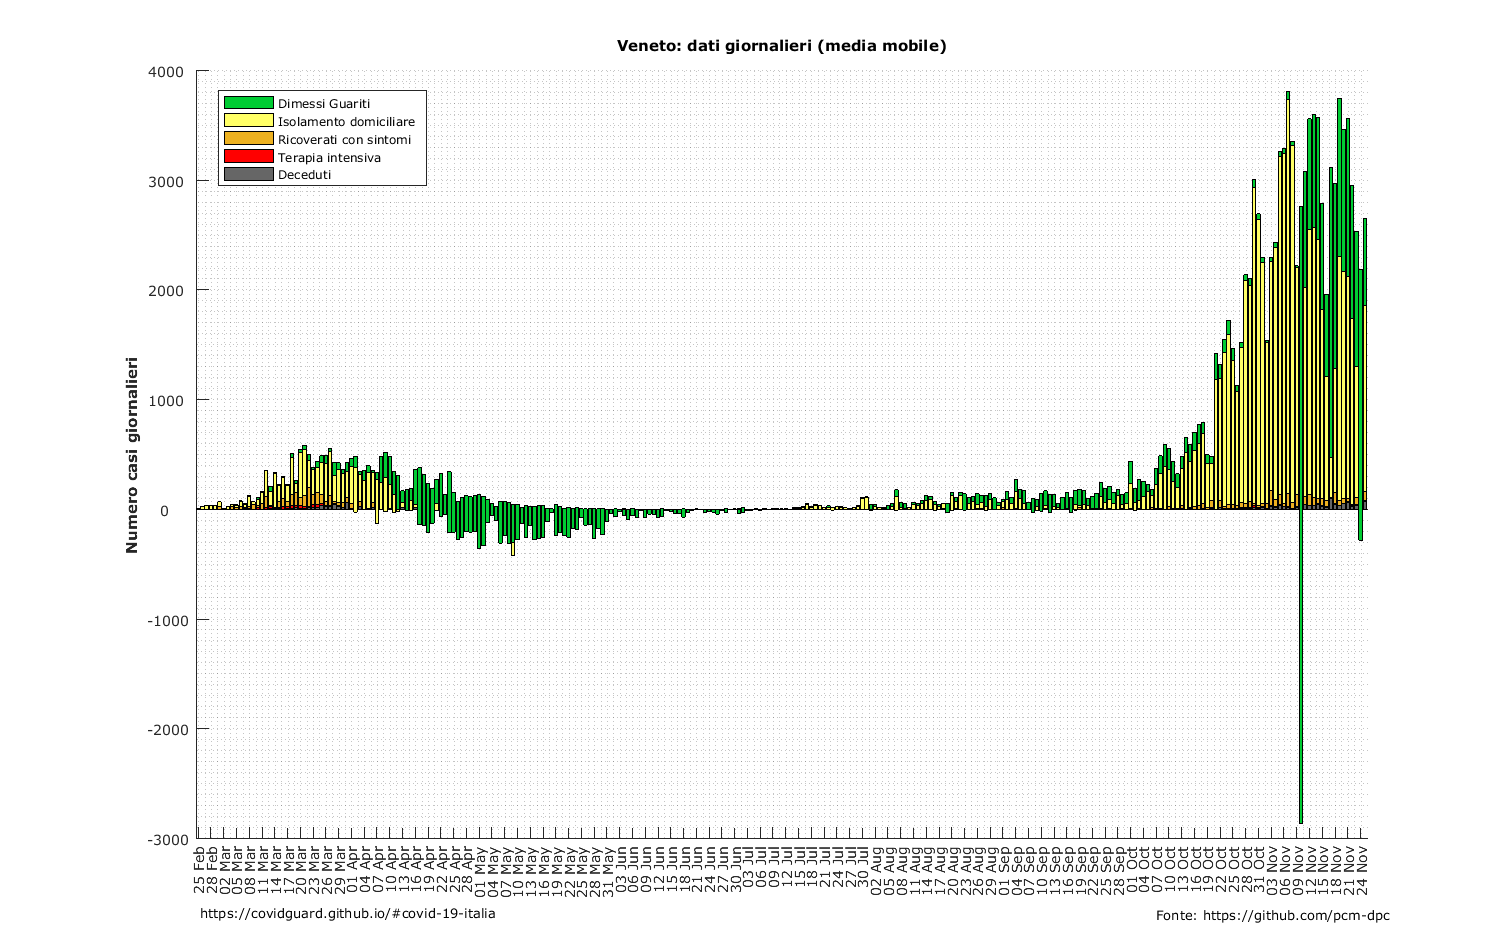 Veneto: dati giornalieri (media mobile)
Numero casi giornalieri
4000
3000
2000
1000
0
-1000
-2000
-3000
Dimessi Guariti
Isolamento domiciliare
Ricoverati con sintomi
Terapia intensiva
Deceduti
25 Feb
28 Feb
02 Mar
05 Mar
08 Mar
11 Mar
14 Mar
17 Mar
20 Mar
23 Mar
26 Mar
29 Mar
01 Apr
04 Apr
07 Apr
10 Apr
13 Apr
16 Apr
19 Apr
22 Apr
25 Apr
28 Apr
01 May
04 May
07 May
10 May
13 May
16 May
19 May
22 May
25 May
28 May
31 May
03 Jun
06 Jun
09 Jun
12 Jun
15 Jun
18 Jun
21 Jun
24 Jun
27 Jun
30 Jun
03 Jul
06 Jul
09 Jul
12 Jul
15 Jul
18 Jul
21 Jul
24 Jul
27 Jul
30 Jul
02 Aug
05 Aug
08 Aug
11 Aug
14 Aug
17 Aug
20 Aug
23 Aug
26 Aug
29 Aug
01 Sep
04 Sep
07 Sep
10 Sep
13 Sep
16 Sep
19 Sep
22 Sep
25 Sep
28 Sep
01 Oct
04 Oct
07 Oct
10 Oct
13 Oct
16 Oct
19 Oct
22 Oct
25 Oct
28 Oct
31 Oct
03 Nov
06 Nov
09 Nov
12 Nov
15 Nov
18 Nov
21 Nov
24 Nov
https://covidguard.github.io/#covid-19-italia
Fonte: https://github.com/pcm-dpc